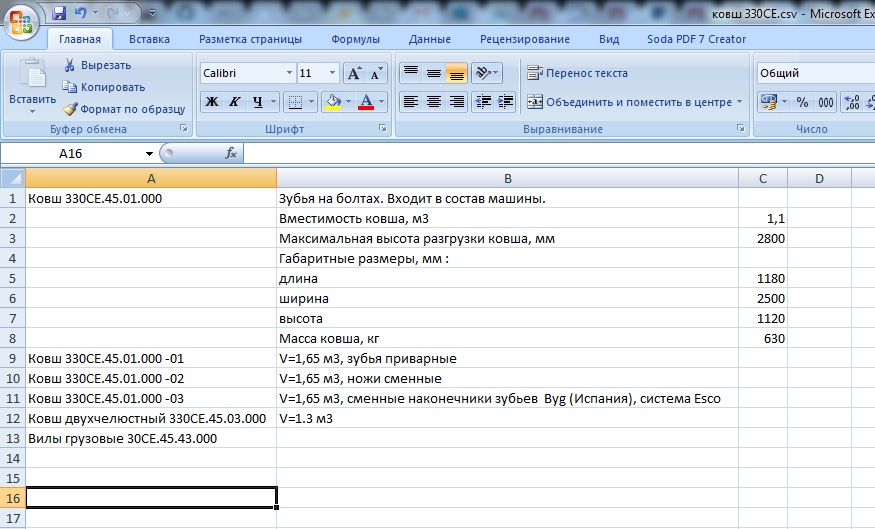 ковш 330CE.csv - Microsoft Ex
Главная Вставка Разметка страницы Формулы Данные Рецензирование Вид Soda PDF 7 Creator
Вставить
Вырезать
Копировать
Формат по образцу
Буфер обмена
Calibri 11
Ж К Ч
Шрифт
Перенос текста
Объединить и поместить в центре
Выравнивание
Общий
% 000
Число
A16 fx
A B C D
1 Ковш 330СЕ.45.01.000 Зубья на болтах. Входит в состав машины.
2 Вместимость ковша, м3 1,1
3 Максимальная высота разгрузки ковша, мм 2800
4 Габаритные размеры, мм :
5 длина 1180
6 ширина 2500
7 высота 1120
8 Масса ковша, кг 630
9 Ковш 330СЕ.45.01.000 -01 V=1,65 м3, зубья приварные
10 Ковш 330СЕ.45.01.000 -02 V=1,65 м3, ножи сменные
11 Ковш 330СЕ.45.01.000 -03 V=1,65 м3, сменные наконечники зубьев Byg (Испания), система Esco
12 Ковш двухчелюстный 330СЕ.45.03.000 V=1.3 м3
13 Вилы грузовые 30СЕ.45.43.000
14
15
16
17